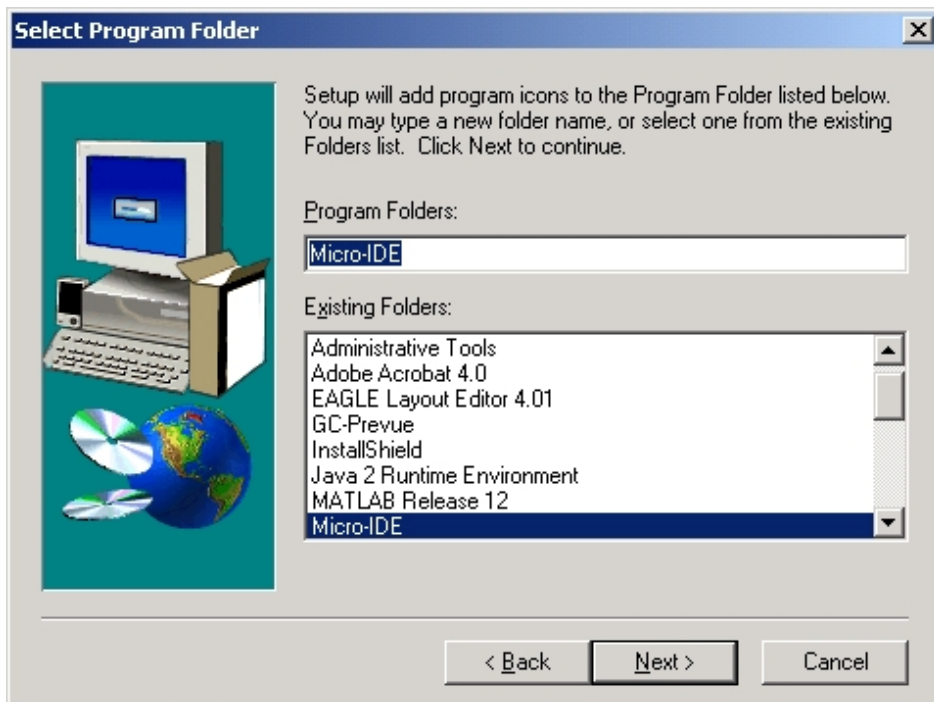 Select Program Folder
Setup will add program icons to the Program Folder listed below.
You may type a new folder name, or select one from the existing
Folders list.  Click Next to continue.
Program Folders:
Micro-IDE
Existing Folders:
Administrative Tools
Adobe Acrobat 4.0
EAGLE Layout Editor 4.01
GC-Prevue
InstallShield
Java 2 Runtime Environment
MATLAB Release 12
Micro-IDE
< Back
Next >
Cancel